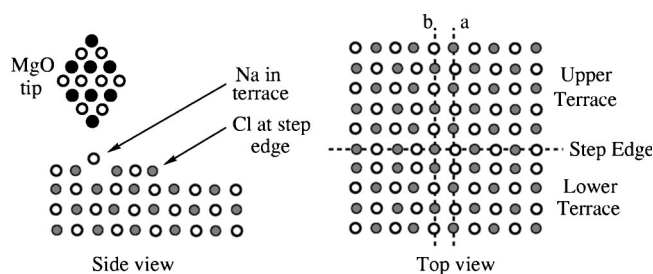 MgO
tip
Na in
terrace
Cl at step
edge
Side view
b
a
Upper
Terrace
Step Edge
Lower
Terrace
Top view